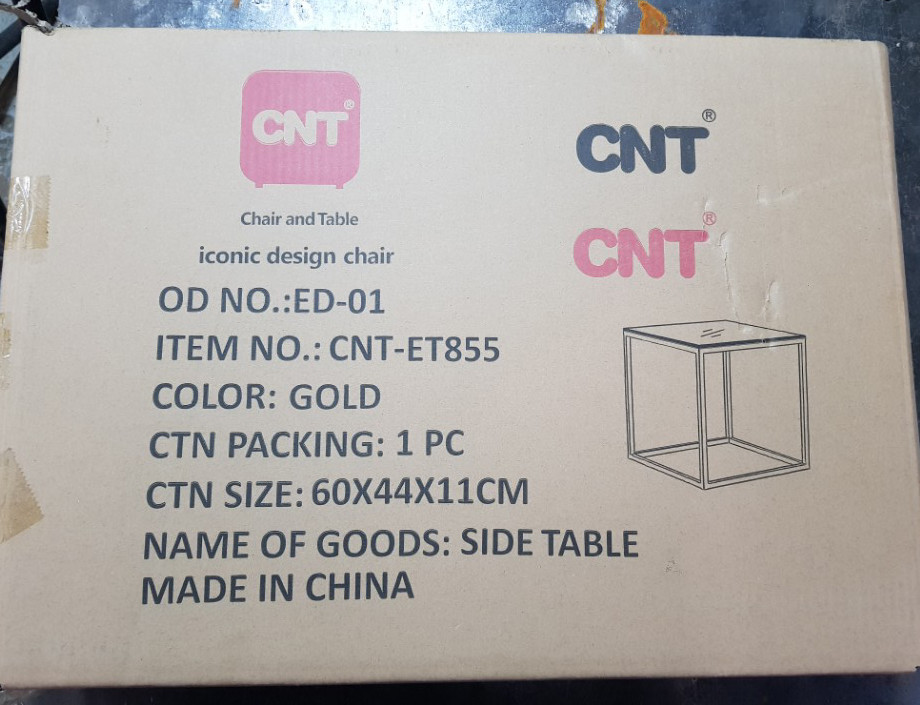 CNT®
Chair and Table
iconic design chair
OD NO.:ED-01
ITEM NO.: CNT-ET855
COLOR: GOLD
CTN PACKING: 1 PC
CTN SIZE: 60X44X11CM
NAME OF GOODS: SIDE TABLE
MADE IN CHINA
CNT®
CNT®